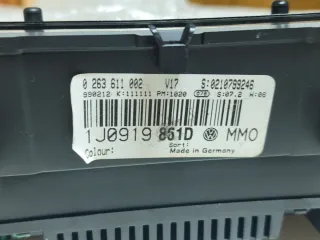 0 263 611 002 V17 S:0210799246
990212 K:111111 PM:1020 S:07.2 H:06
1J0919 861D MMO
Colour: Sort:
Made in Germany